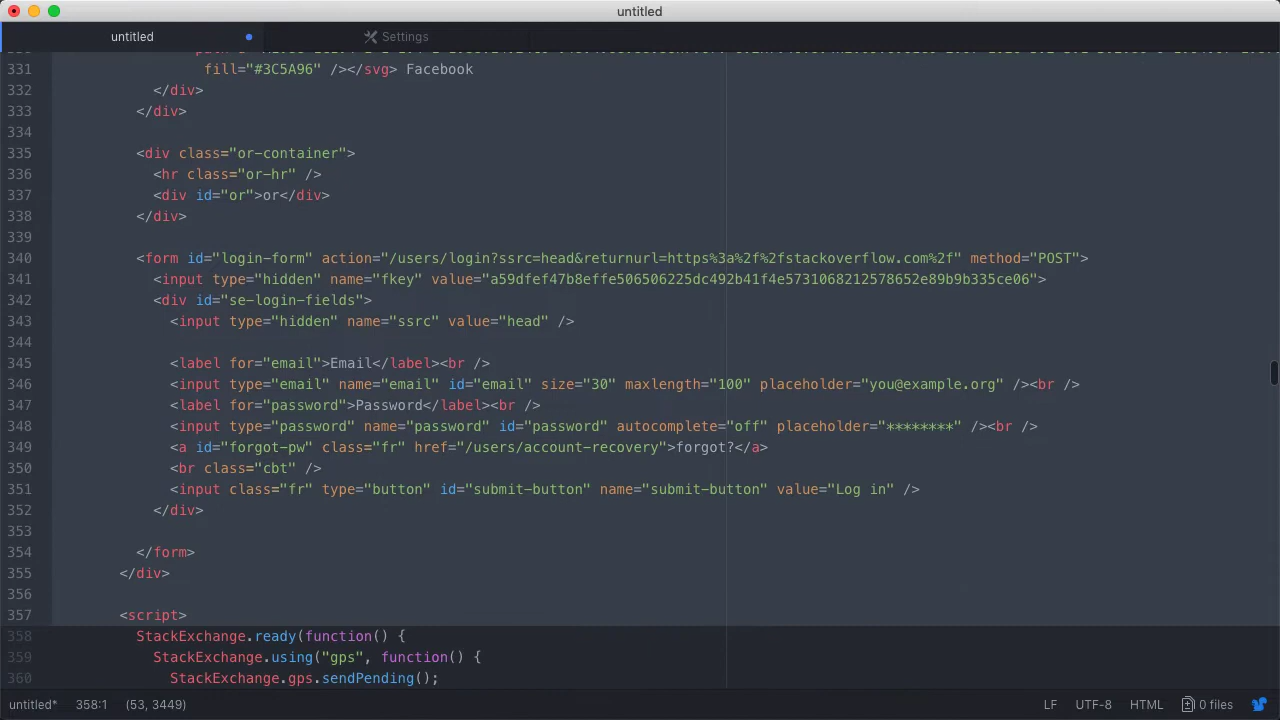 untitled
untitled
Settings
331 fill="#3C5A96" /></svg> Facebook
332 </div>
333 </div>
334
335 <div class="or-container">
336 <hr class="or-hr" />
337 <div id="or">or</div>
338 </div>
339
340 <form id="login-form" action="/users/login?ssrc=head&returnurl=https%3a%2f%2fstackoverflow.com%2f" method="POST">
341 <input type="hidden" name="fkey" value="a59dfef47b8effe506506225dc492b41f4e5731068212578652e89b9b335ce06">
342 <div id="se-login-fields">
343 <input type="hidden" name="ssrc" value="head" />
344
345 <label for="email">Email</label><br />
346 <input type="email" name="email" id="email" size="30" maxlength="100" placeholder="you@example.org" /><br />
347 <label for="password">Password</label><br />
348 <input type="password" name="password" id="password" autocomplete="off" placeholder="********" /><br />
349 <a id="forgot-pw" class="fr" href="/users/account-recovery">forgot?</a>
350 <br class="cbt" />
351 <input class="fr" type="button" id="submit-button" name="submit-button" value="Log in" />
352 </div>
353
354 </form>
355 </div>
356
357 <script>
358 StackExchange.ready(function() {
359 StackExchange.using("gps", function() {
360 StackExchange.gps.sendPending();
untitled* 358:1 (53, 3449) LF UTF-8 HTML 0 files